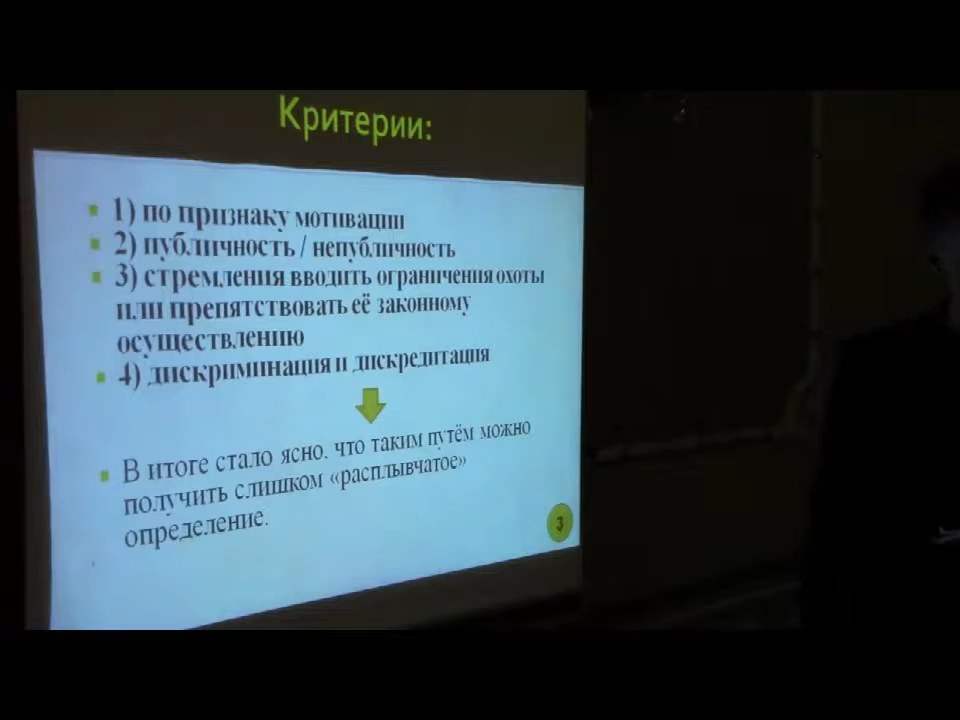 Критерии:
1) по признаку мотивации
2) публичность / непубличность
3) стремления вводить ограничения охоты
или препятствовать её законному
осуществлению
4) дискриминация и дискредитация
В итоге стало ясно, что таким путём можно
получить слишком «расплывчатое»
определение.
3